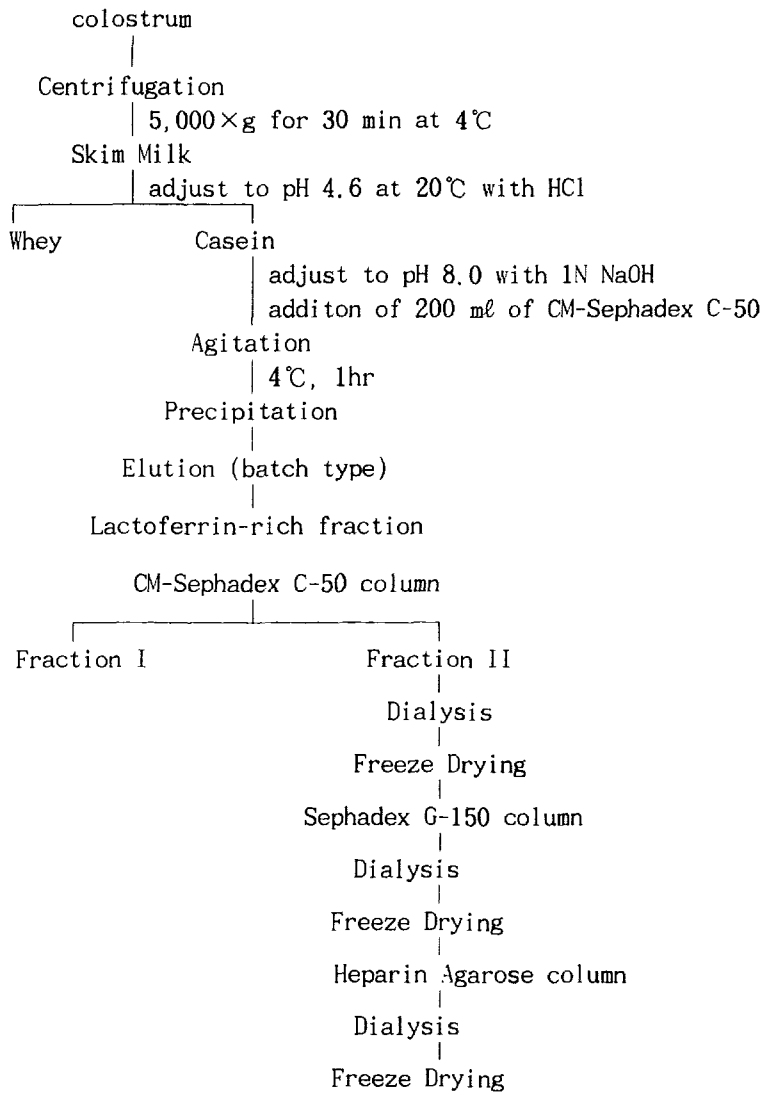 colostrum
Centrifugation
5,000×g for 30 min at 4℃
Skim Milk
adjust to pH 4.6 at 20℃ with HCl
Whey Casein
adjust to pH 8.0 with 1N NaOH
additon of 200 mℓ of CM-Sephadex C-50
Agitation
4℃, 1hr
Precipitation
Elution (batch type)
Lactoferrin-rich fraction
CM-Sephadex C-50 column
Fraction I Fraction II
Dialysis
Freeze Drying
Sephadex G-150 column
Dialysis
Freeze Drying
Heparin Agarose column
Dialysis
Freeze Drying